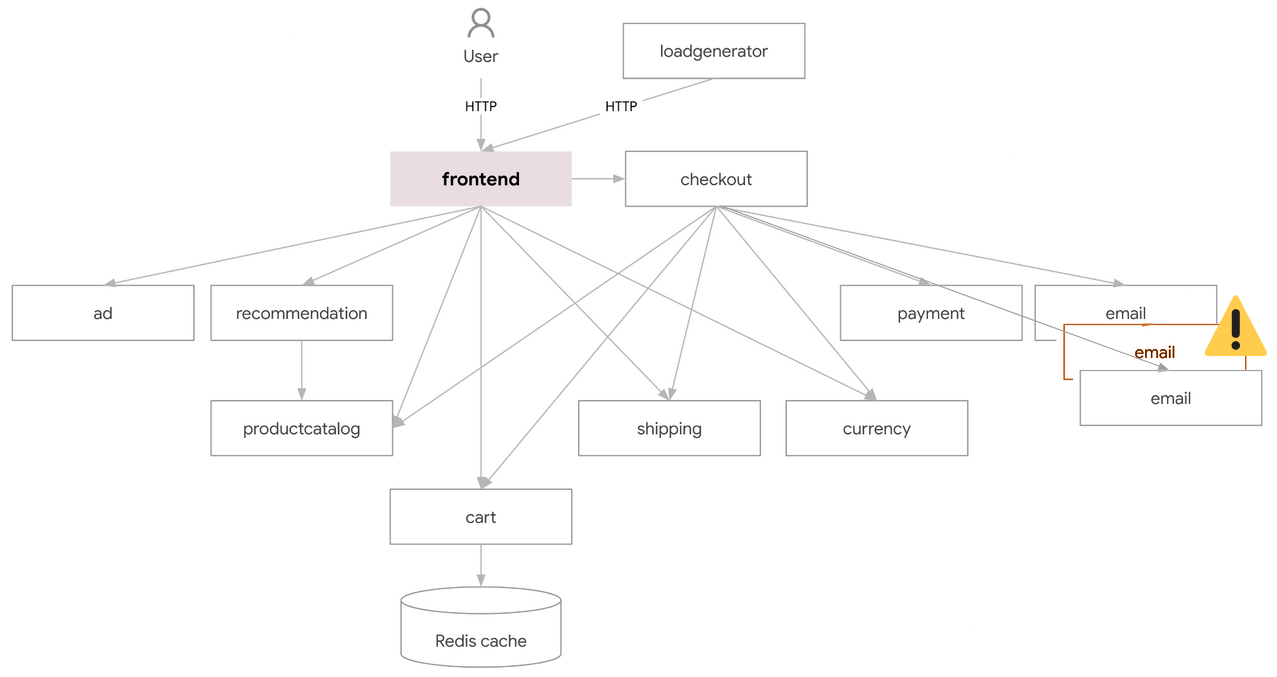 User
loadgenerator
HTTP
HTTP
frontend
checkout
ad
recommendation
payment
email
email
email
productcatalog
shipping
currency
cart
Redis cache